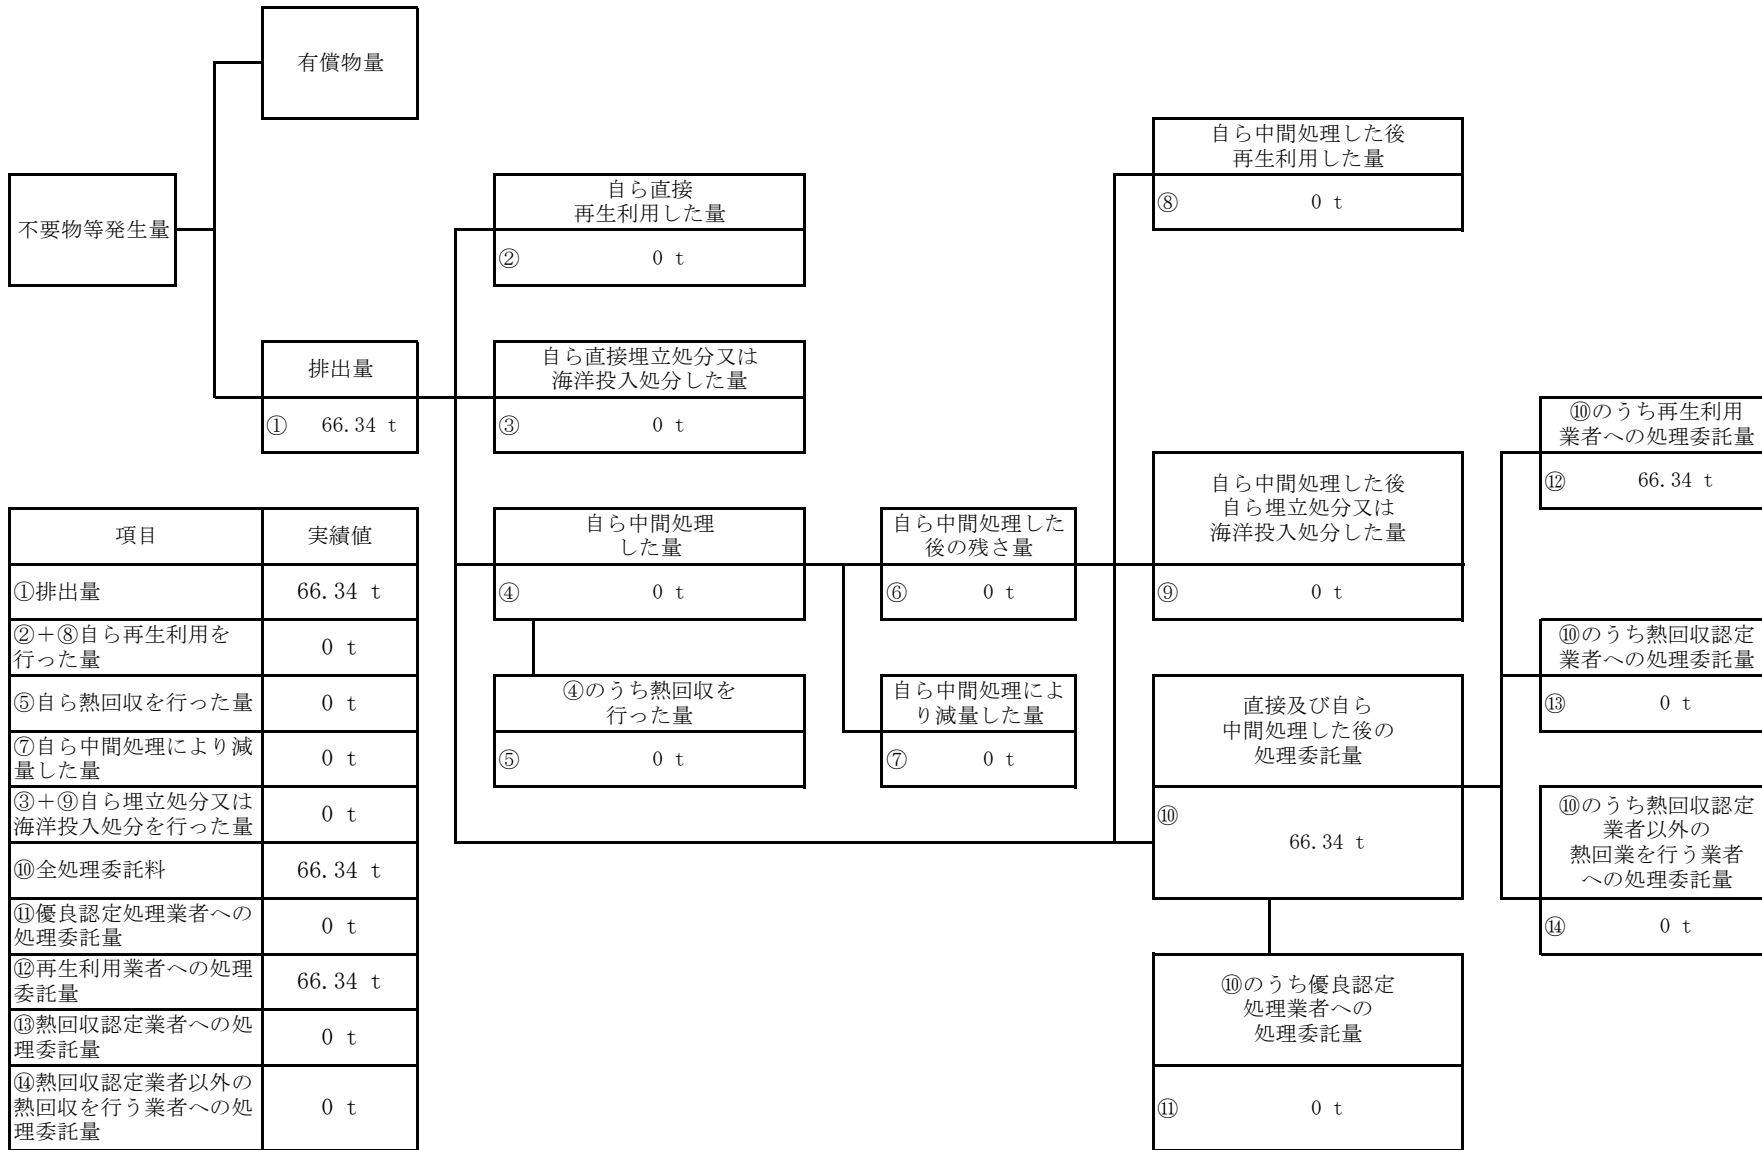 有償物量
不要物等発生量
排出量
① 66.34 t
自ら直接
再生利用した量
② 0 t
自ら直接埋立処分又は
海洋投入処分した量
③ 0 t
自ら中間処理
した量
④ 0 t
④のうち熱回収を
行った量
⑤ 0 t
自ら中間処理した
後の残さ量
⑥ 0 t
自ら中間処理によ
り減量した量
⑦ 0 t
自ら中間処理した後
再生利用した量
⑧ 0 t
自ら中間処理した後
自ら埋立処分又は
海洋投入処分した量
⑨ 0 t
直接及び自ら
中間処理した後の
処理委託量
⑩
66.34 t
⑩のうち優良認定
処理業者への
処理委託量
⑪ 0 t
⑩のうち再生利用
業者への処理委託量
⑫ 66.34 t
⑩のうち熱回収認定
業者への処理委託量
⑬ 0 t
⑩のうち熱回収認定
業者以外の
熱回業を行う業者
への処理委託量
⑭ 0 t
項目 実績値
①排出量 66.34 t
②＋⑧自ら再生利用を
行った量 0 t
⑤自ら熱回収を行った量 0 t
⑦自ら中間処理により減
量した量 0 t
③＋⑨自ら埋立処分又は
海洋投入処分を行った量 0 t
⑩全処理委託料 66.34 t
⑪優良認定処理業者への
処理委託量 0 t
⑫再生利用業者への処理
委託量 66.34 t
⑬熱回収認定業者への処
理委託量 0 t
⑭熱回収認定業者以外の
熱回収を行う業者への処
理委託量 0 t